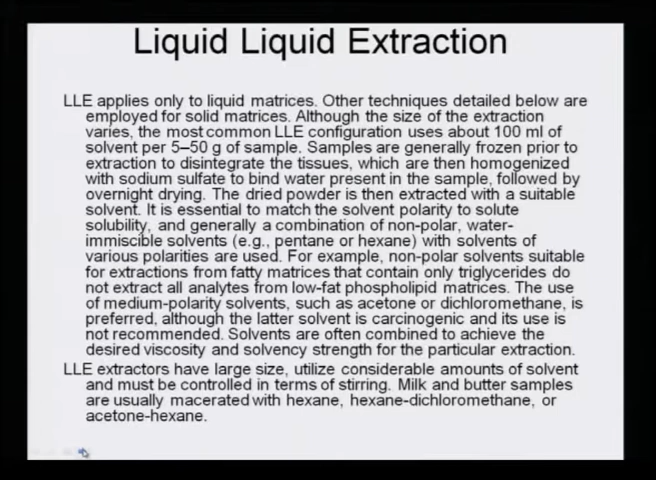 Liquid Liquid Extraction
LLE applies only to liquid matrices. Other techniques detailed below are
employed for solid matrices. Although the size of the extraction
varies, the most common LLE configuration uses about 100 ml of
solvent per 5–50 g of sample. Samples are generally frozen prior to
extraction to disintegrate the tissues, which are then homogenized
with sodium sulfate to bind water present in the sample, followed by
overnight drying. The dried powder is then extracted with a suitable
solvent. It is essential to match the solvent polarity to solute
solubility, and generally a combination of non-polar, water-
immiscible solvents (e.g., pentane or hexane) with solvents of
various polarities are used. For example, non-polar solvents suitable
for extractions from fatty matrices that contain only triglycerides do
not extract all analytes from low-fat phospholipid matrices. The use
of medium-polarity solvents, such as acetone or dichloromethane, is
preferred, although the latter solvent is carcinogenic and its use is
not recommended. Solvents are often combined to achieve the
desired viscosity and solvency strength for the particular extraction.
LLE extractors have large size, utilize considerable amounts of solvent
and must be controlled in terms of stirring. Milk and butter samples
are usually macerated with hexane, hexane-dichloromethane, or
acetone-hexane.